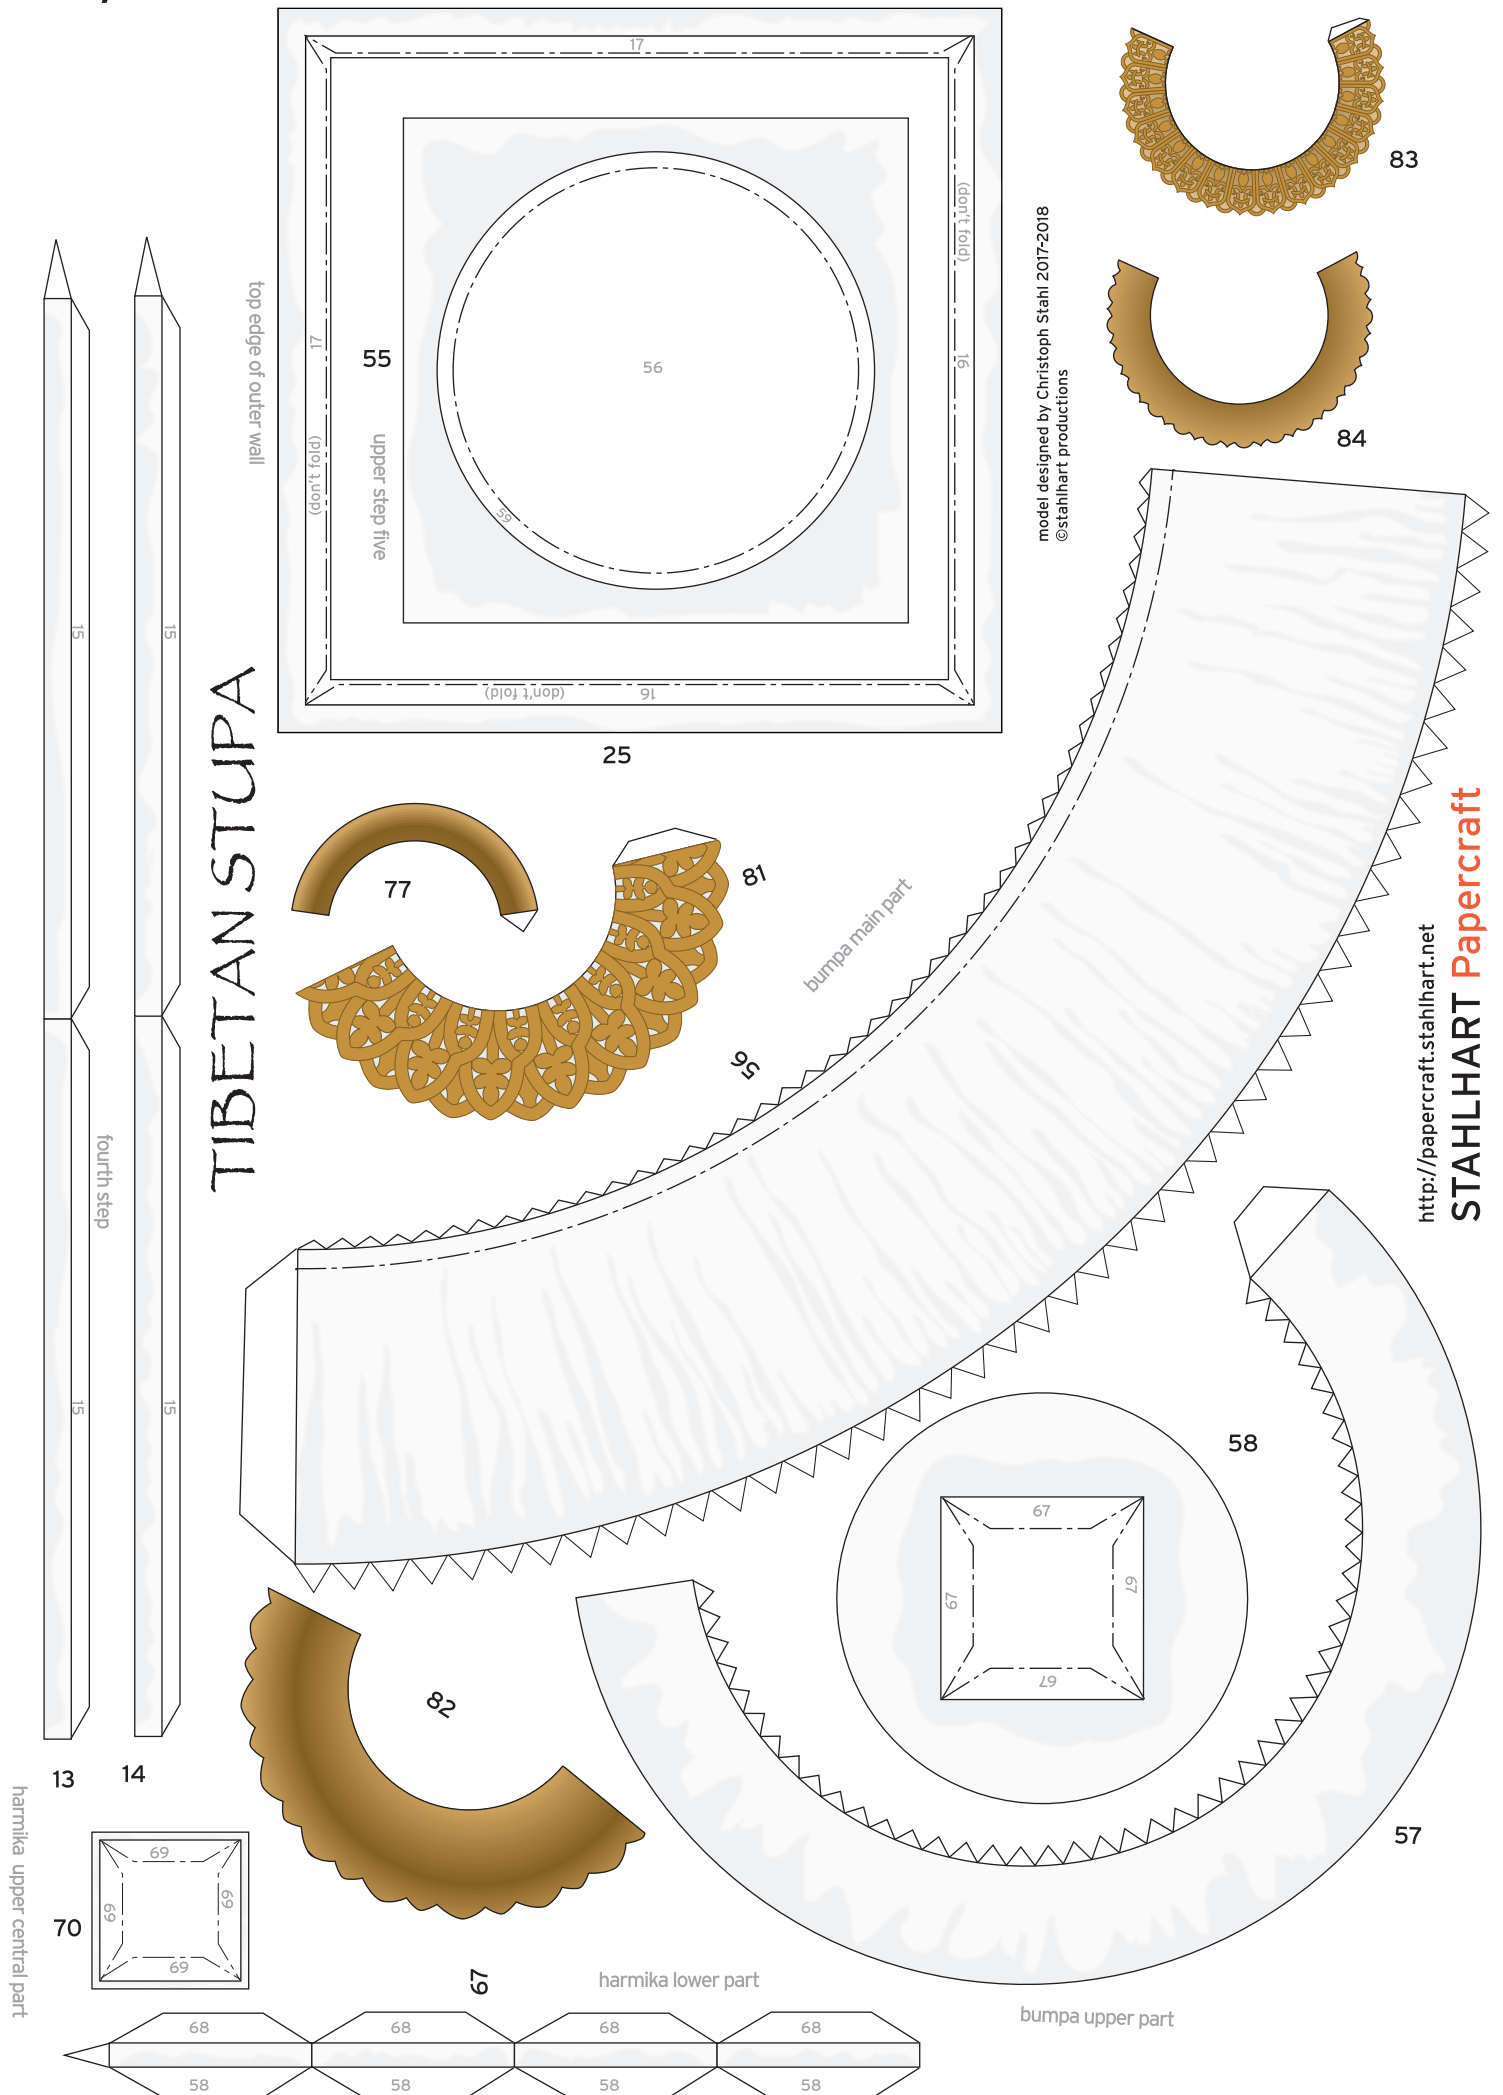 17
17
(don't fold)
16
(don't fold)
16
(don't fold)
top edge of outer wall
55
upper step five
56
59
25
model designed by Christoph Stahl 2017-2018
©stahlhart productions
83
84
15
15
15
15
fourth step
13
14
TIBETAN STUPA
77
81
bumpa main part
56
http://papercraft.stahlhart.net
STAHLHART Papercraft
58
67
67
67
67
57
bumpa upper part
82
harmika upper central part
70
69
69
69
69
67
harmika lower part
68
68
68
68
58
58
58
58